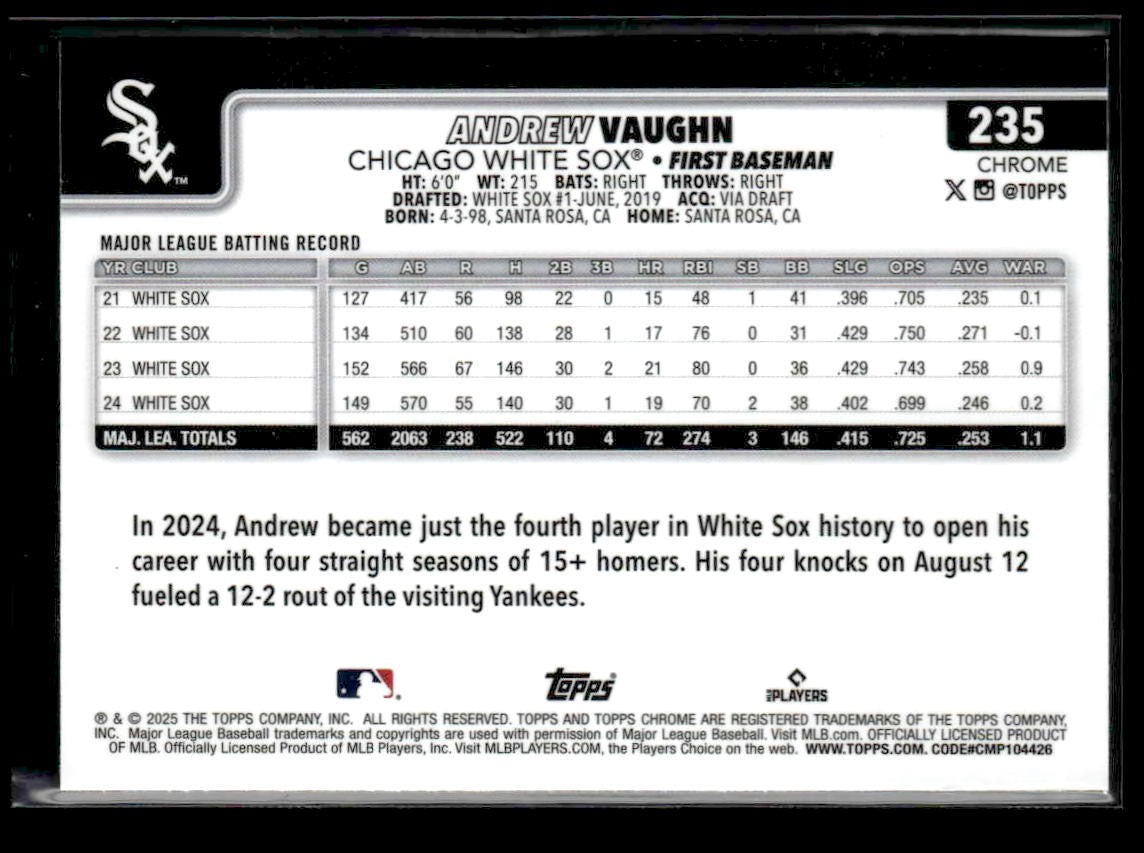 Sox™
ANDREW VAUGHN
235
CHICAGO WHITE SOX® • FIRST BASEMAN
CHROME
HT: 6'0" WT: 215 BATS: RIGHT THROWS: RIGHT
@TOPPS
DRAFTED: WHITE SOX #1-JUNE, 2019 ACQ: VIA DRAFT
BORN: 4-3-98, SANTA ROSA, CA HOME: SANTA ROSA, CA
MAJOR LEAGUE BATTING RECORD
YR CLUB G AB R H 2B 3B HR RBI SB BB SLG OPS AVG WAR
21 WHITE SOX 127 417 56 98 22 0 15 48 1 41 .396 .705 .235 0.1
22 WHITE SOX 134 510 60 138 28 1 17 76 0 31 .429 .750 .271 -0.1
23 WHITE SOX 152 566 67 146 30 2 21 80 0 36 .429 .743 .258 0.9
24 WHITE SOX 149 570 55 140 30 1 19 70 2 38 .402 .699 .246 0.2
MAJ. LEA. TOTALS 562 2063 238 522 110 4 72 274 3 146 .415 .725 .253 1.1
In 2024, Andrew became just the fourth player in White Sox history to open his
career with four straight seasons of 15+ homers. His four knocks on August 12
fueled a 12-2 rout of the visiting Yankees.
Topps®
MLB PLAYERS
® & © 2025 THE TOPPS COMPANY, INC. ALL RIGHTS RESERVED. TOPPS AND TOPPS CHROME ARE REGISTERED TRADEMARKS OF THE TOPPS COMPANY,
INC. Major League Baseball trademarks and copyrights are used with permission of Major League Baseball. Visit MLB.com. OFFICIALLY LICENSED PRODUCT
OF MLB. Officially Licensed Product of MLB Players, Inc. Visit MLBPLAYERS.COM, the Players Choice on the web. WWW.TOPPS.COM. CODE#CMP104426